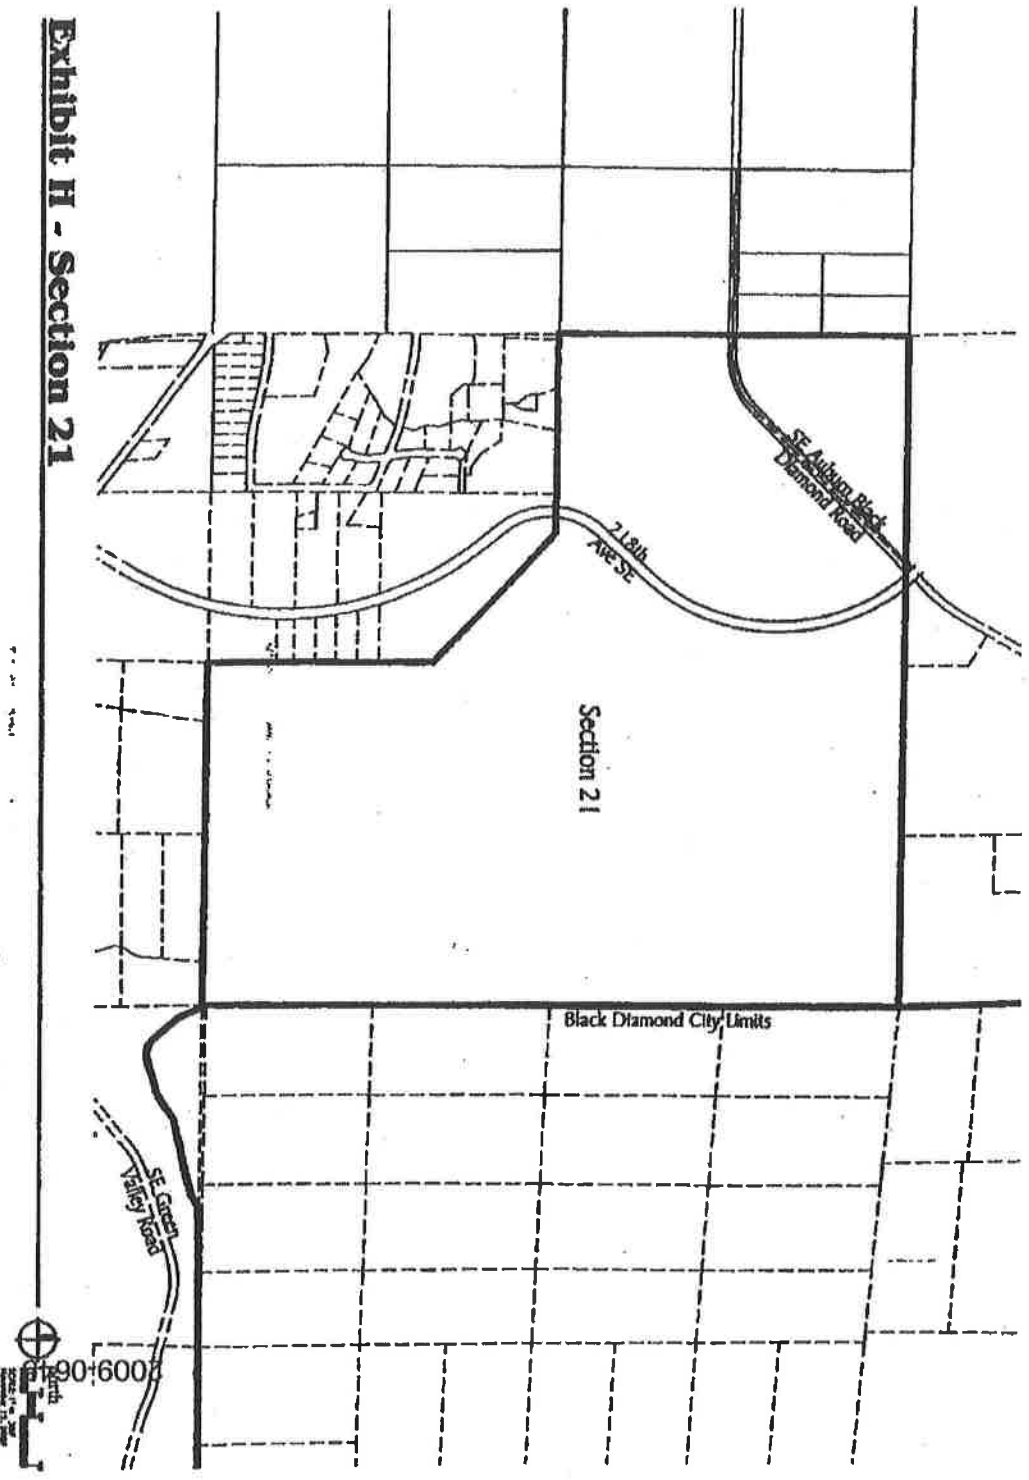 Exhibit H - Section 21
SE Auburn Black
Diamond Road
218th
Ave SE
Section 21
Black Diamond City Limits
SE Green
Valley Road
North